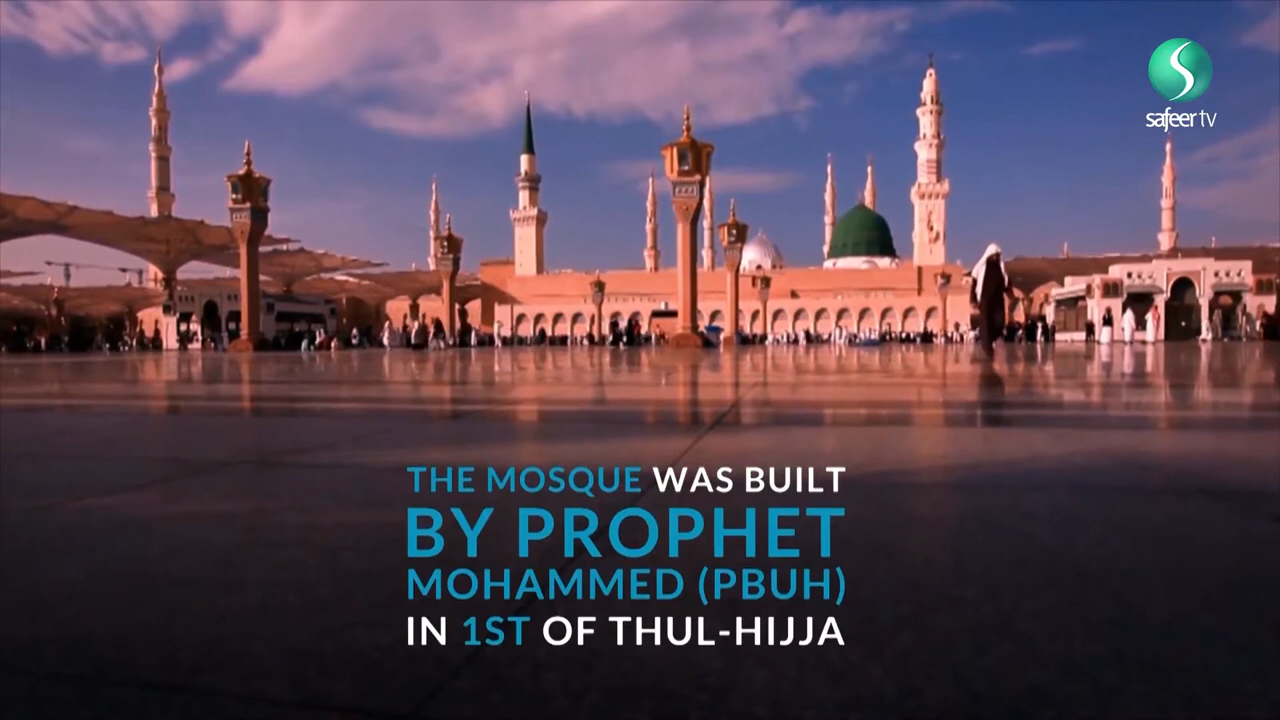 safeer tv
THE MOSQUE WAS BUILT
BY PROPHET
MOHAMMED (PBUH)
IN 1ST OF THUL-HIJJA